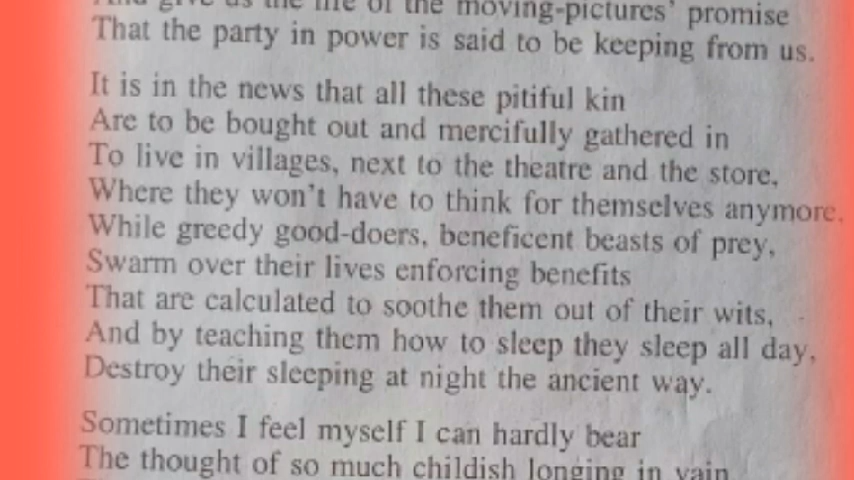 And give us the life of the moving-pictures' promise
That the party in power is said to be keeping from us.
It is in the news that all these pitiful kin
Are to be bought out and mercifully gathered in
To live in villages, next to the theatre and the store,
Where they won't have to think for themselves anymore,
While greedy good-doers, beneficent beasts of prey,
Swarm over their lives enforcing benefits
That are calculated to soothe them out of their wits,
And by teaching them how to sleep they sleep all day,
Destroy their sleeping at night the ancient way.
Sometimes I feel myself I can hardly bear
The thought of so much childish longing in vain